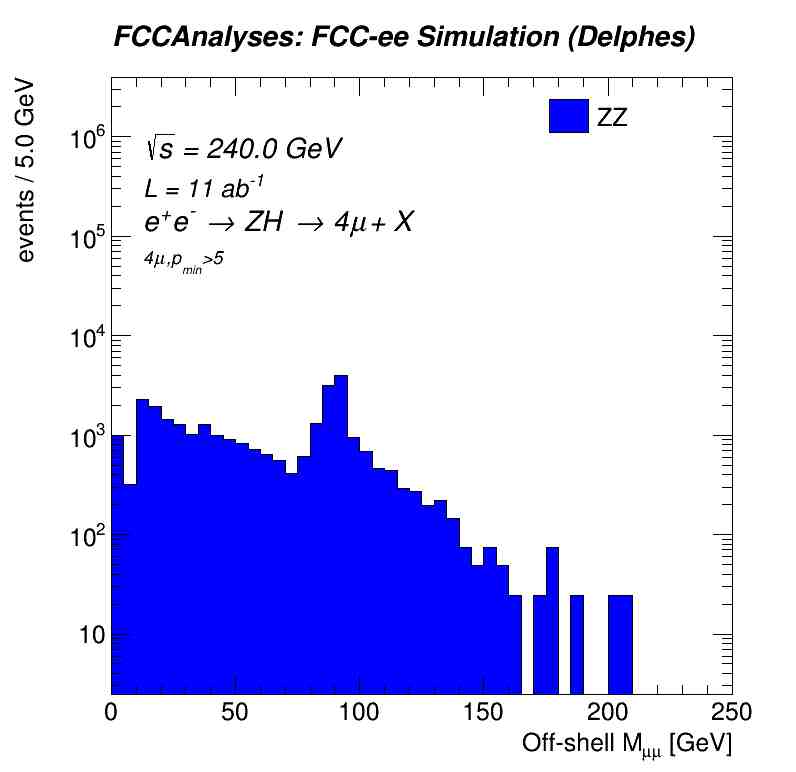 FCCAnalyses: FCC-ee Simulation (Delphes)
events / 5.0 GeV
ZZ
√s = 240.0 GeV
L = 11 ab⁻¹
e⁺e⁻ → ZH → 4μ + X
4μ,p_min>5
10⁶
10⁵
10⁴
10³
10²
10
0 50 100 150 200 250
Off-shell M_μμ [GeV]